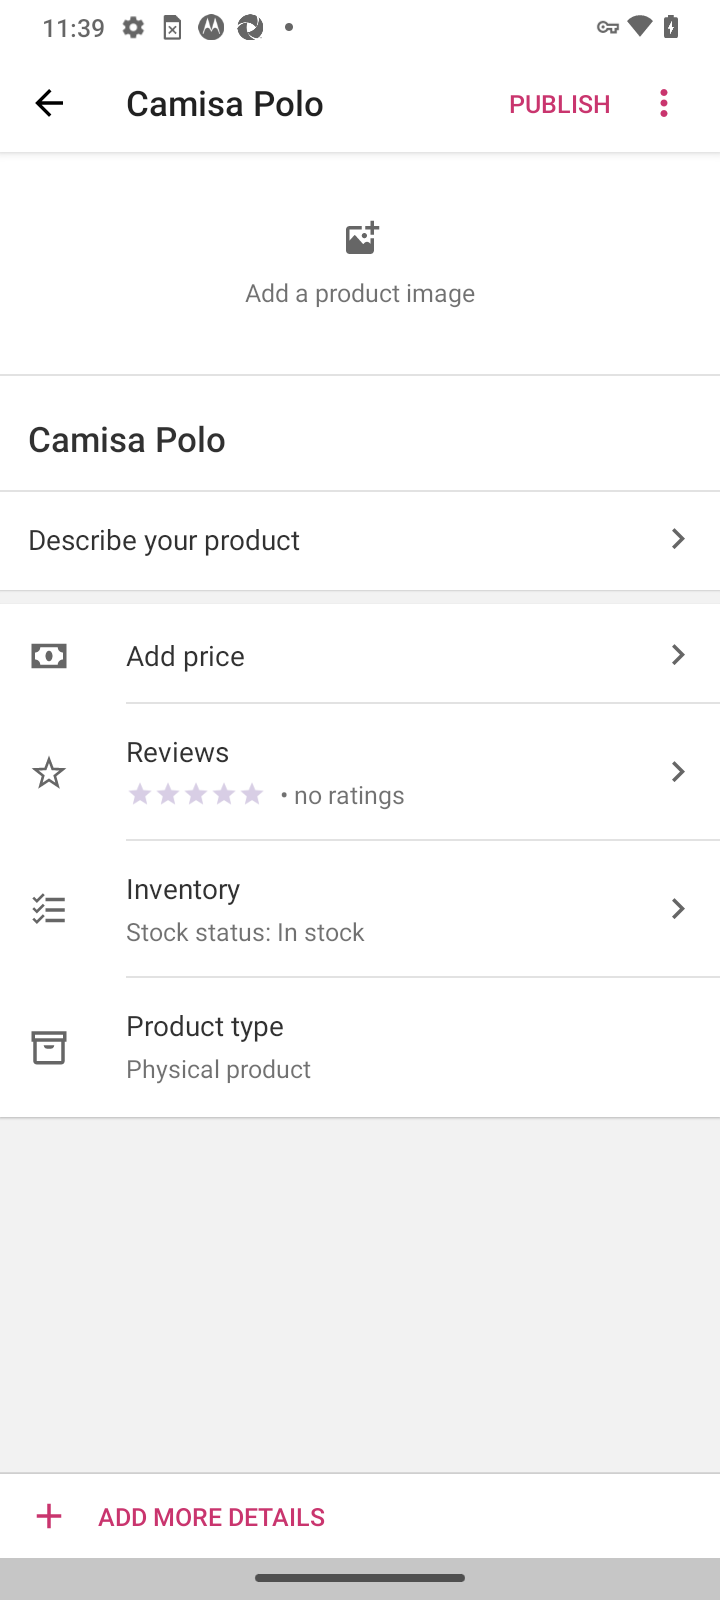 11:39
Camisa Polo
PUBLISH
Add a product image
Camisa Polo
Describe your product
Add price
Reviews
• no ratings
Inventory
Stock status: In stock
Product type
Physical product
ADD MORE DETAILS